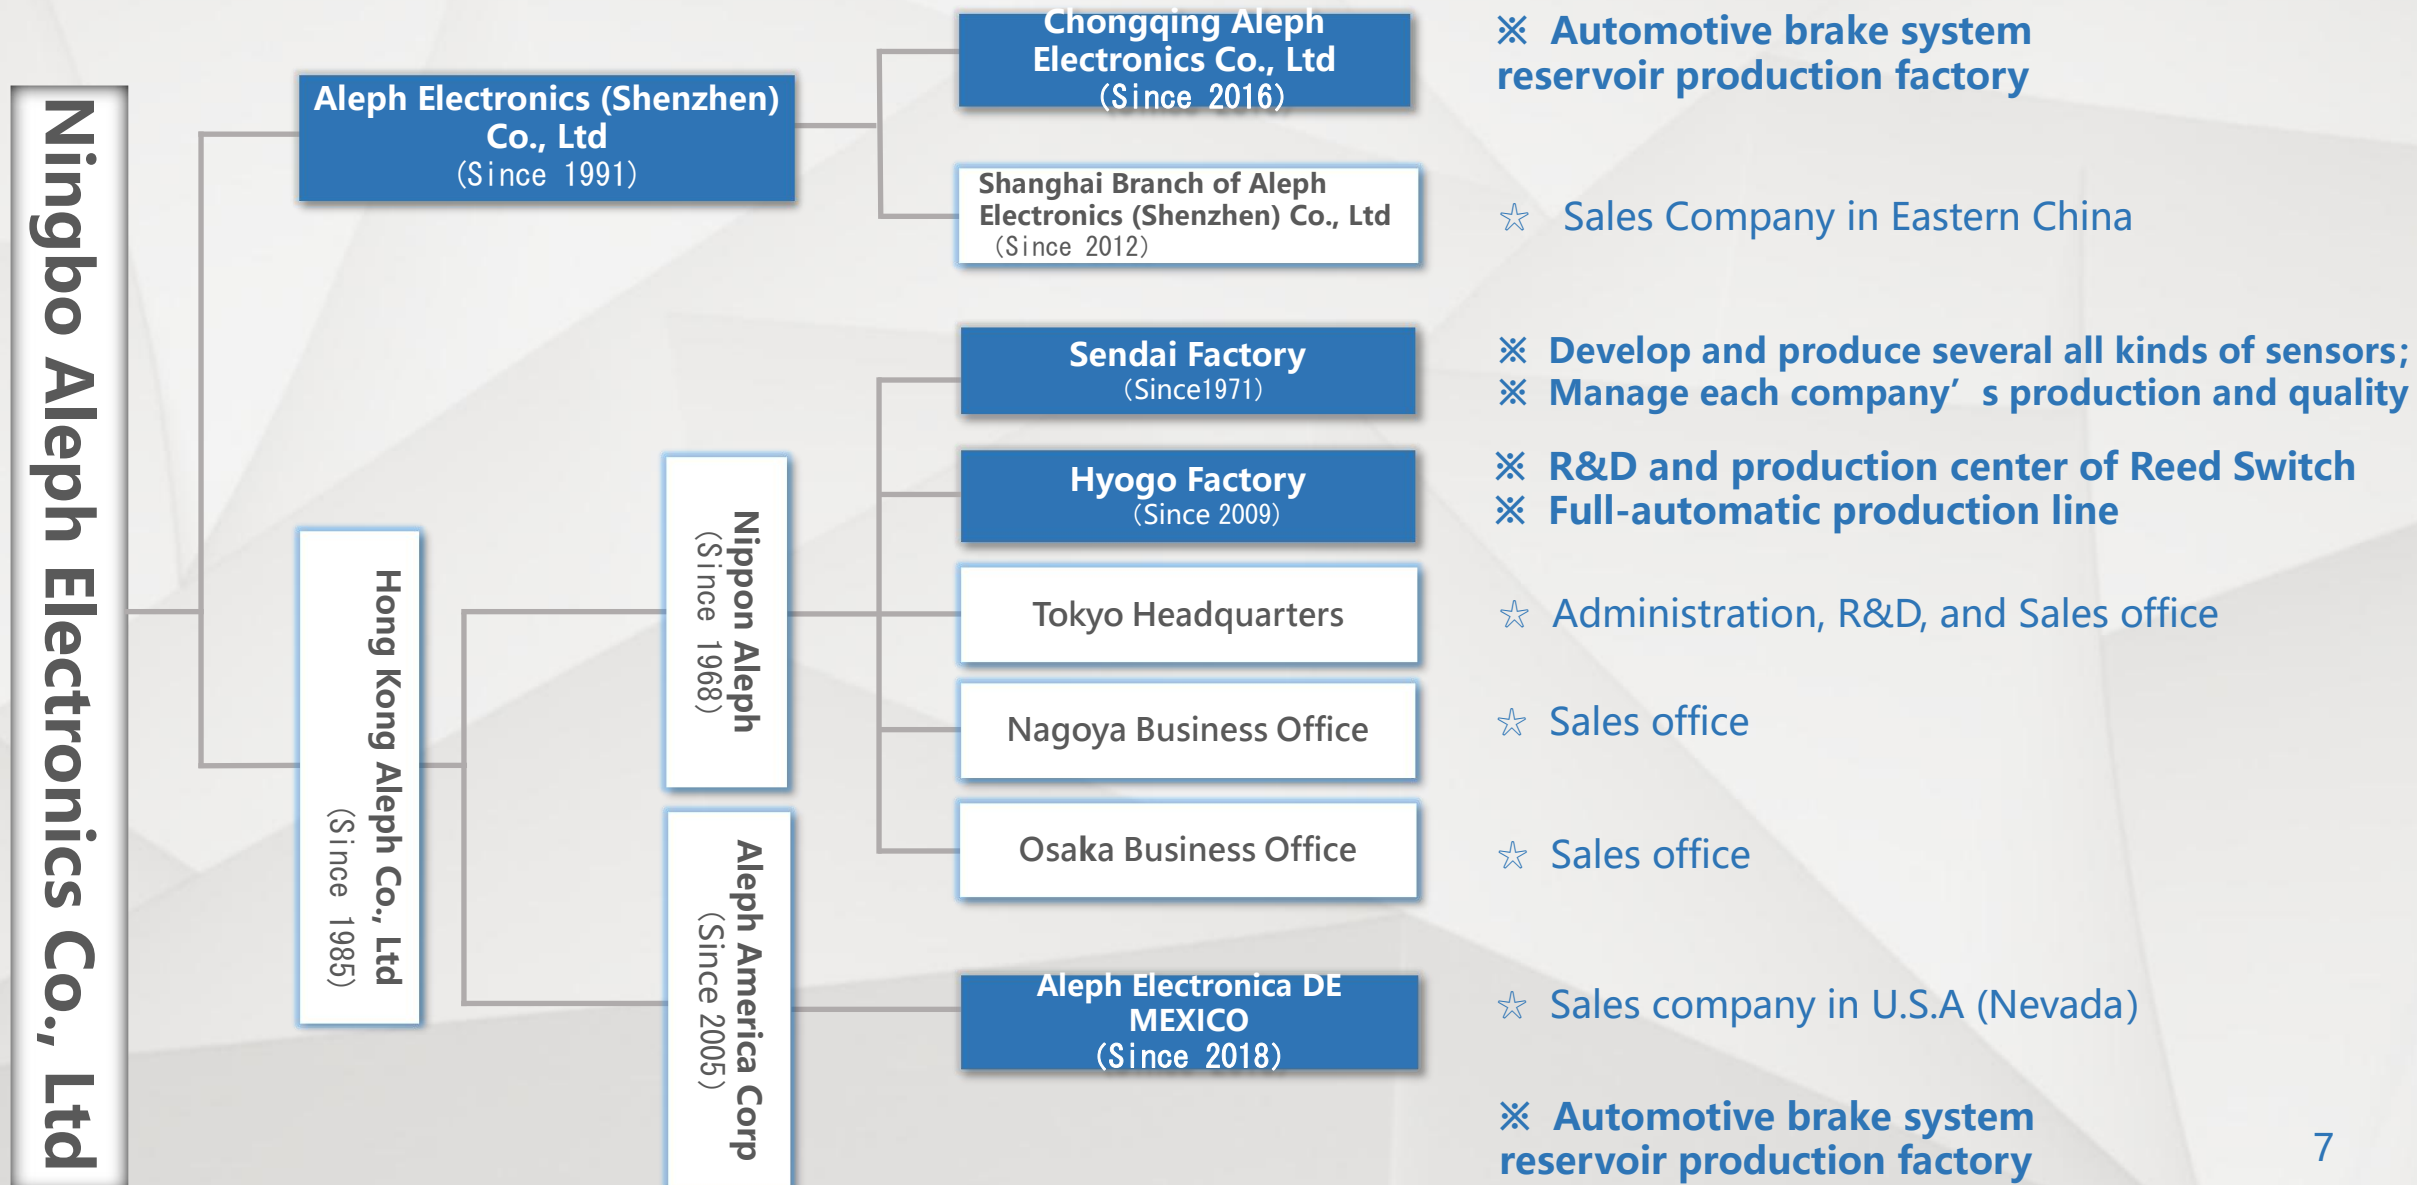 Ningbo Aleph Electronics Co., Ltd
Aleph Electronics (Shenzhen)
Co., Ltd
(Since 1991)
Hong Kong Aleph Co., Ltd
(Since 1985)
Nippon Aleph
(Since 1968)
Aleph America Corp
(Since 2005)
Chongqing Aleph
Electronics Co., Ltd
(Since 2016)
※ Automotive brake system
reservoir production factory
Shanghai Branch of Aleph
Electronics (Shenzhen) Co., Ltd
(Since 2012)
☆ Sales Company in Eastern China
Sendai Factory
(Since1971)
※ Develop and produce several all kinds of sensors;
※ Manage each company’s production and quality
Hyogo Factory
(Since 2009)
※ R&D and production center of Reed Switch
※ Full-automatic production line
Tokyo Headquarters
☆ Administration, R&D, and Sales office
Nagoya Business Office
☆ Sales office
Osaka Business Office
☆ Sales office
Aleph Electronica DE
MEXICO
(Since 2018)
☆ Sales company in U.S.A (Nevada)
※ Automotive brake system
reservoir production factory
7